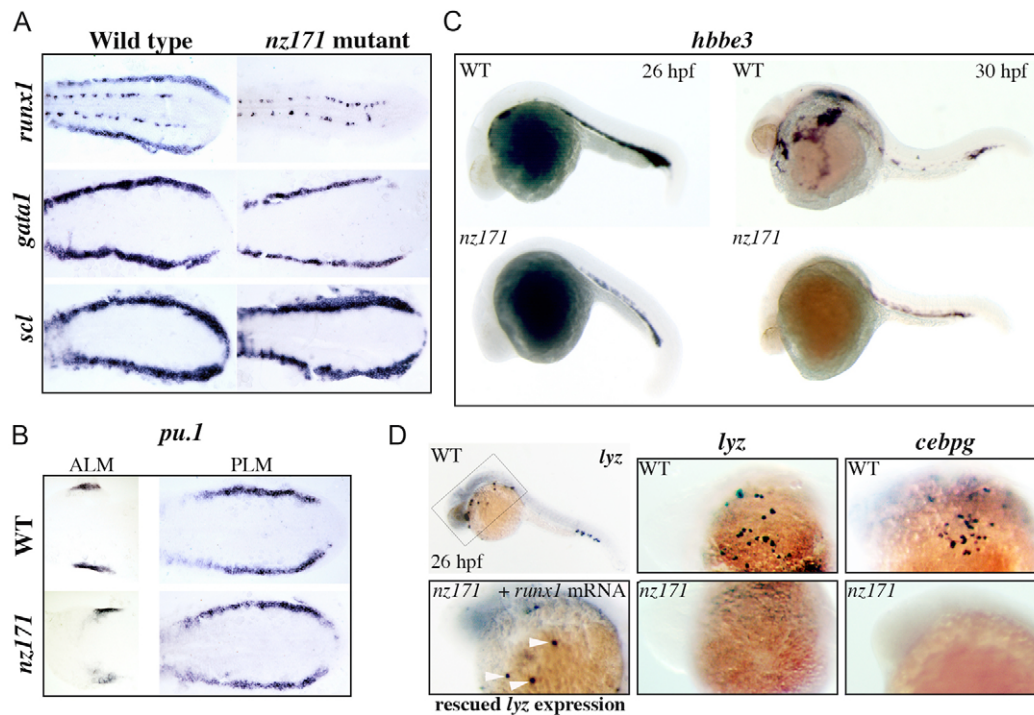 A
Wild type
nz171 mutant
runx1
gata1
scl
B
pu.1
ALM
PLM
WT
nz171
C
hbbe3
WT
26 hpf
WT
30 hpf
nz171
nz171
D
lyz
cebpg
WT
lyz
26 hpf
WT
WT
nz171 + runx1 mRNA
nz171
nz171
rescued lyz expression